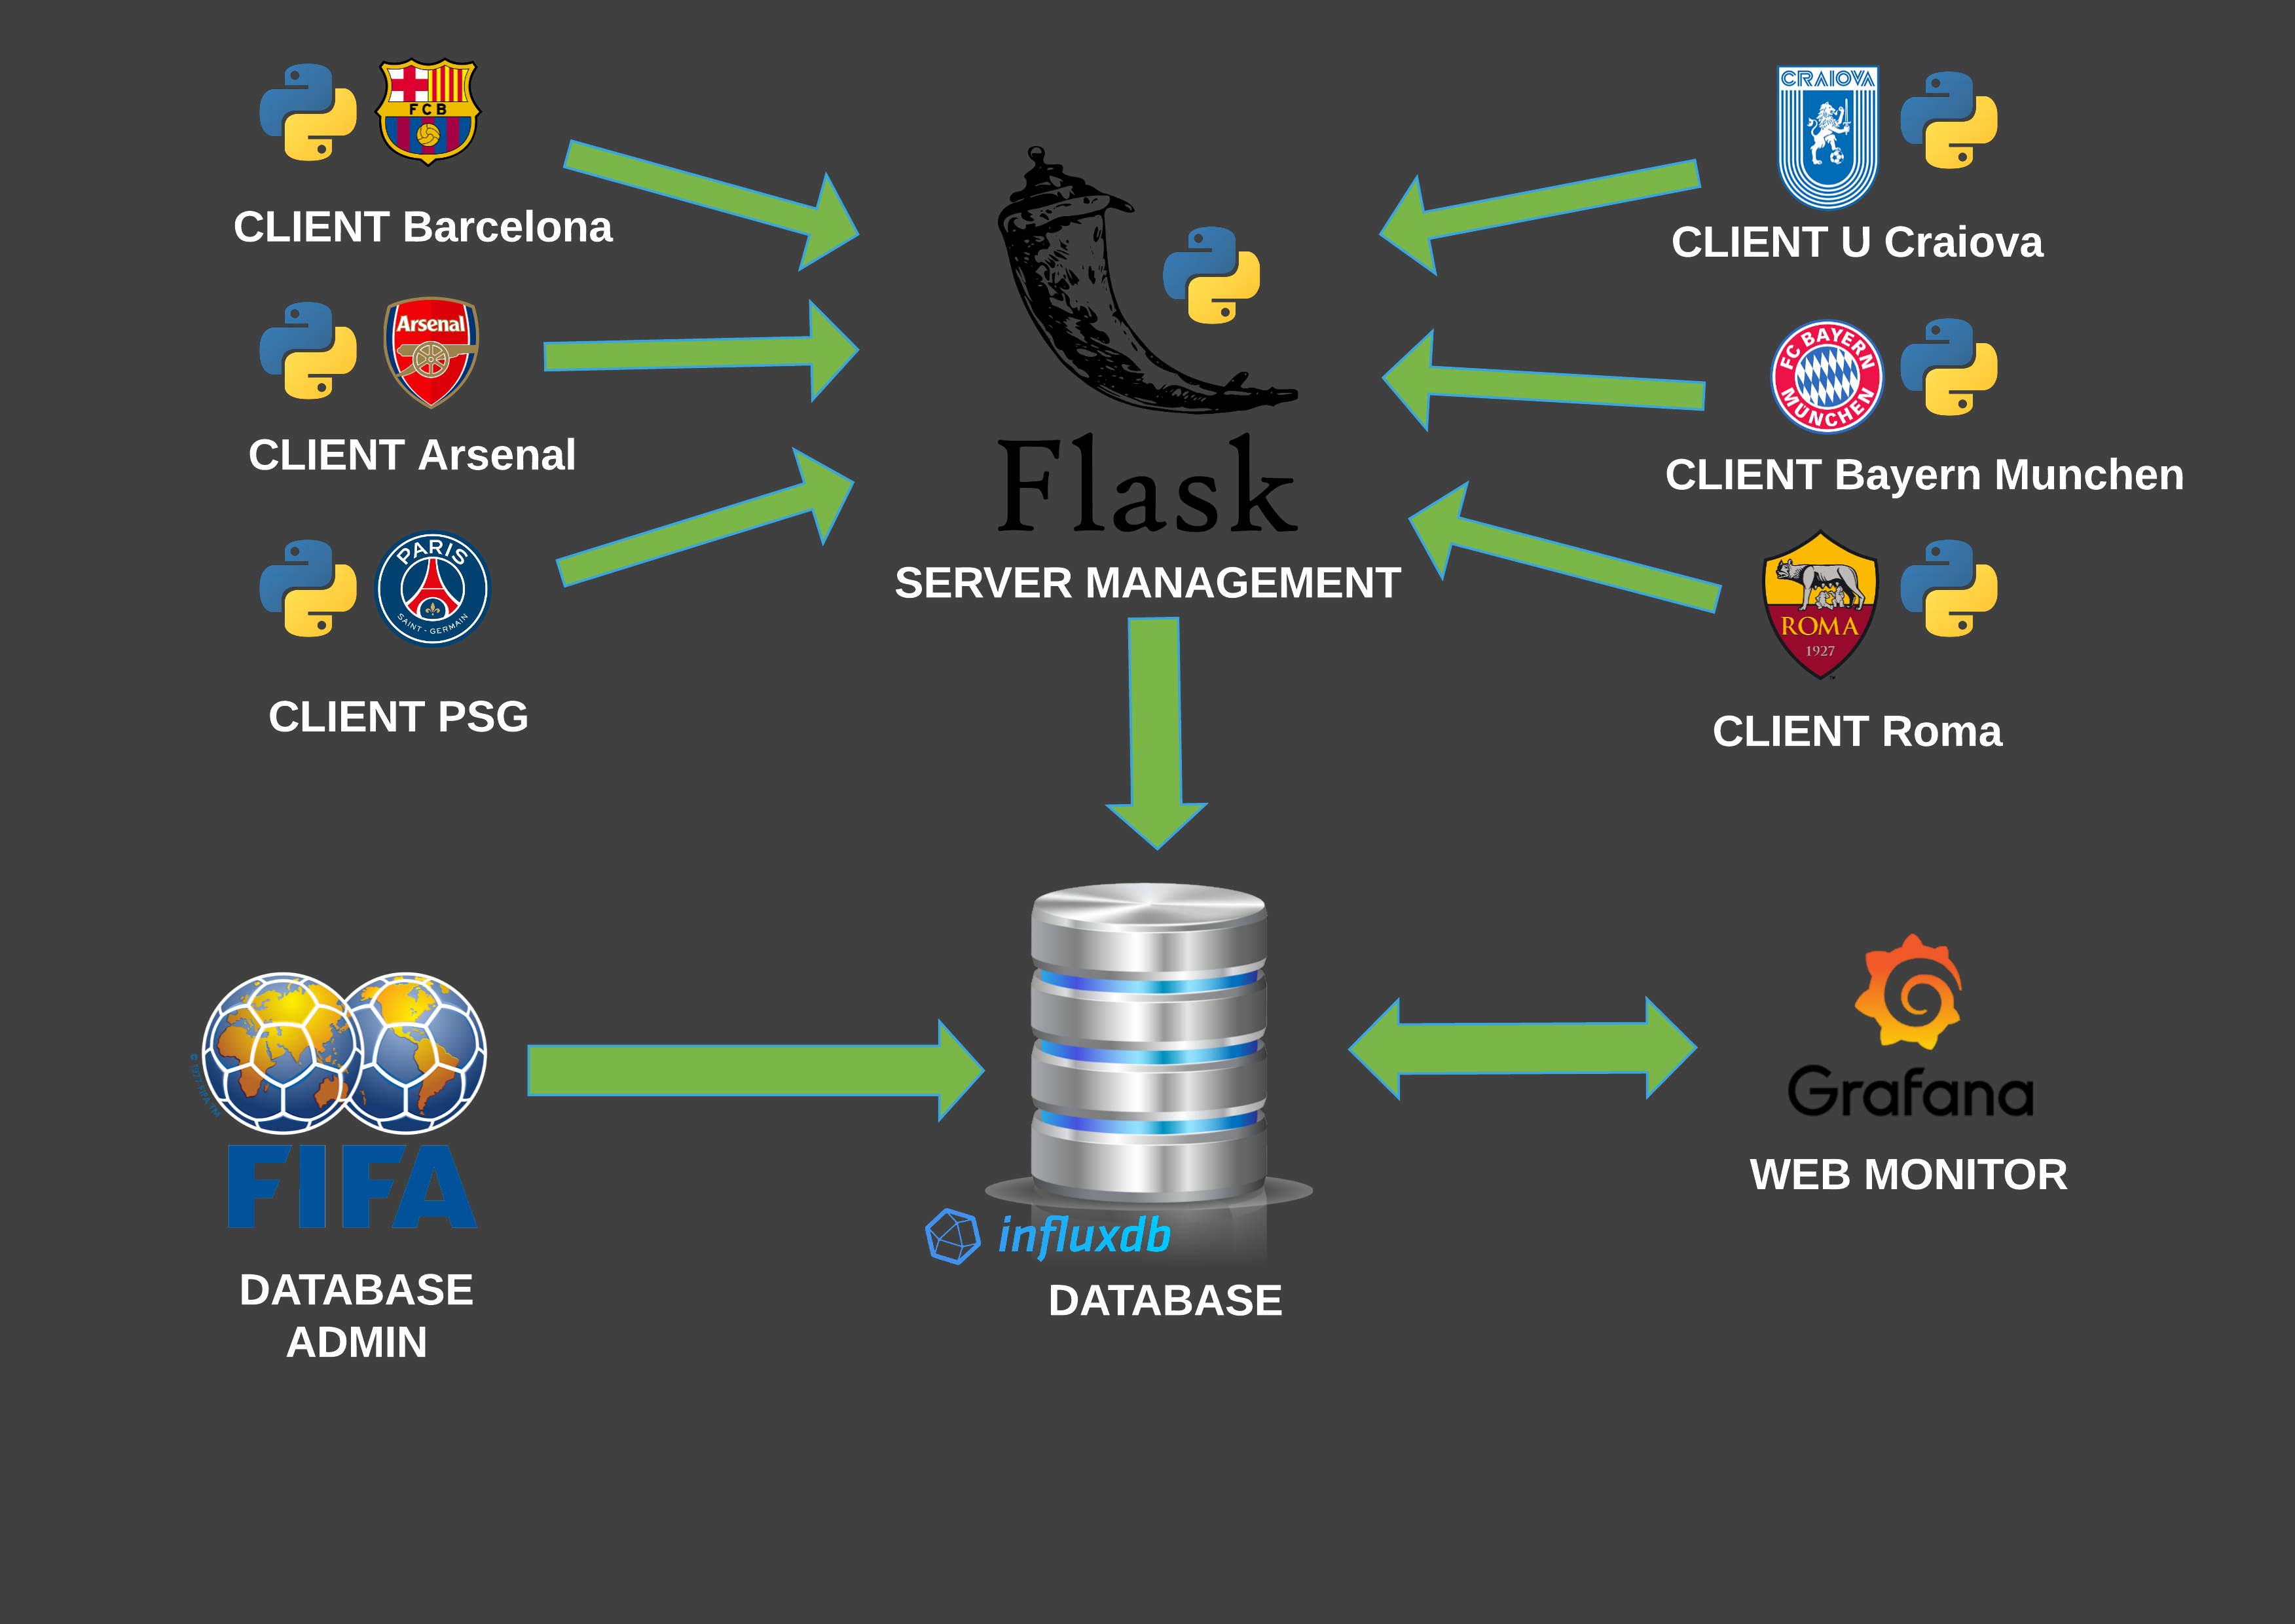 FCB
CLIENT Barcelona
Arsenal
CLIENT Arsenal
PARIS
SAINT - GERMAIN
CLIENT PSG
Flask
SERVER MANAGEMENT
CRAIOVA
CLIENT U Craiova
FC BAYERN
MÜNCHEN
CLIENT Bayern Munchen
ROMA
1927
CLIENT Roma
FIFA
DATABASE
ADMIN
influxdb
DATABASE
Grafana
WEB MONITOR